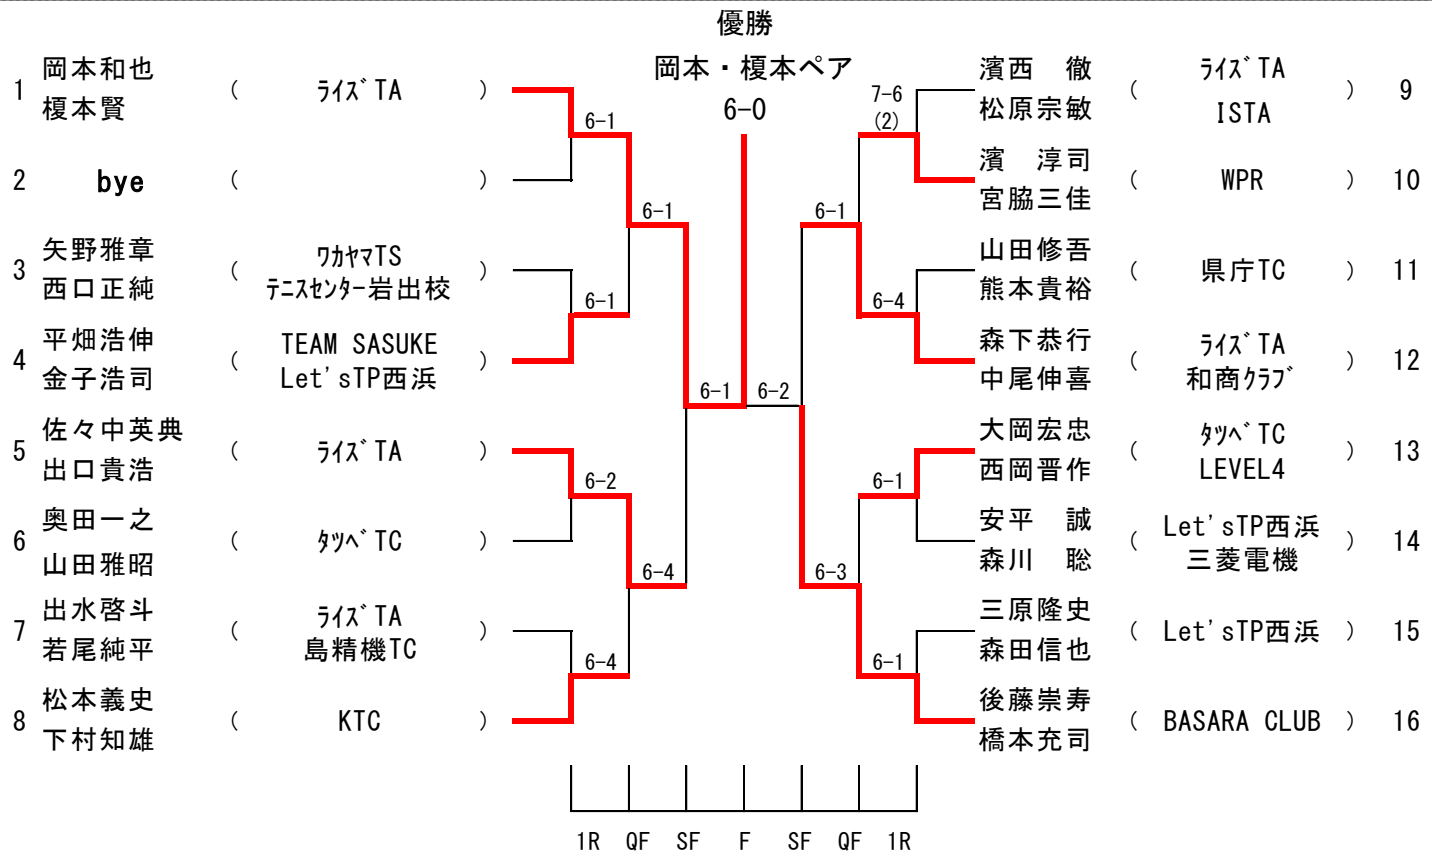 優勝
岡本・榎本ペア
6-0
1 岡本和也 榎本賢 ( ﾗｲｽﾞTA )
6-1
2 bye ( )
6-1
3 矢野雅章 西口正純 ( ﾜｶﾔﾏTS ﾃﾆｽｾﾝﾀｰ岩出校 )
6-1
4 平畑浩伸 金子浩司 ( TEAM SASUKE Let'sTP西浜 )
6-1
5 佐々中英典 出口貴浩 ( ﾗｲｽﾞTA )
6-2
6 奥田一之 山田雅昭 ( ﾀﾂﾍﾞTC )
6-4
7 出水啓斗 若尾純平 ( ﾗｲｽﾞTA 島精機TC )
6-4
8 松本義史 下村知雄 ( KTC )
濱西 徹 松原宗敏 ( ﾗｲｽﾞTA ISTA ) 9
7-6
(2)
濱 淳司 宮脇三佳 ( WPR ) 10
6-1
山田修吾 熊本貴裕 ( 県庁TC ) 11
6-4
森下恭行 中尾伸喜 ( ﾗｲｽﾞTA 和商ｸﾗﾌﾞ ) 12
6-2
大岡宏忠 西岡晋作 ( ﾀﾂﾍﾞTC LEVEL4 ) 13
6-1
安平 誠 森川 聡 ( Let'sTP西浜 三菱電機 ) 14
6-3
三原隆史 森田信也 ( Let'sTP西浜 ) 15
6-1
後藤崇寿 橋本充司 ( BASARA CLUB ) 16
1R QF SF F SF QF 1R